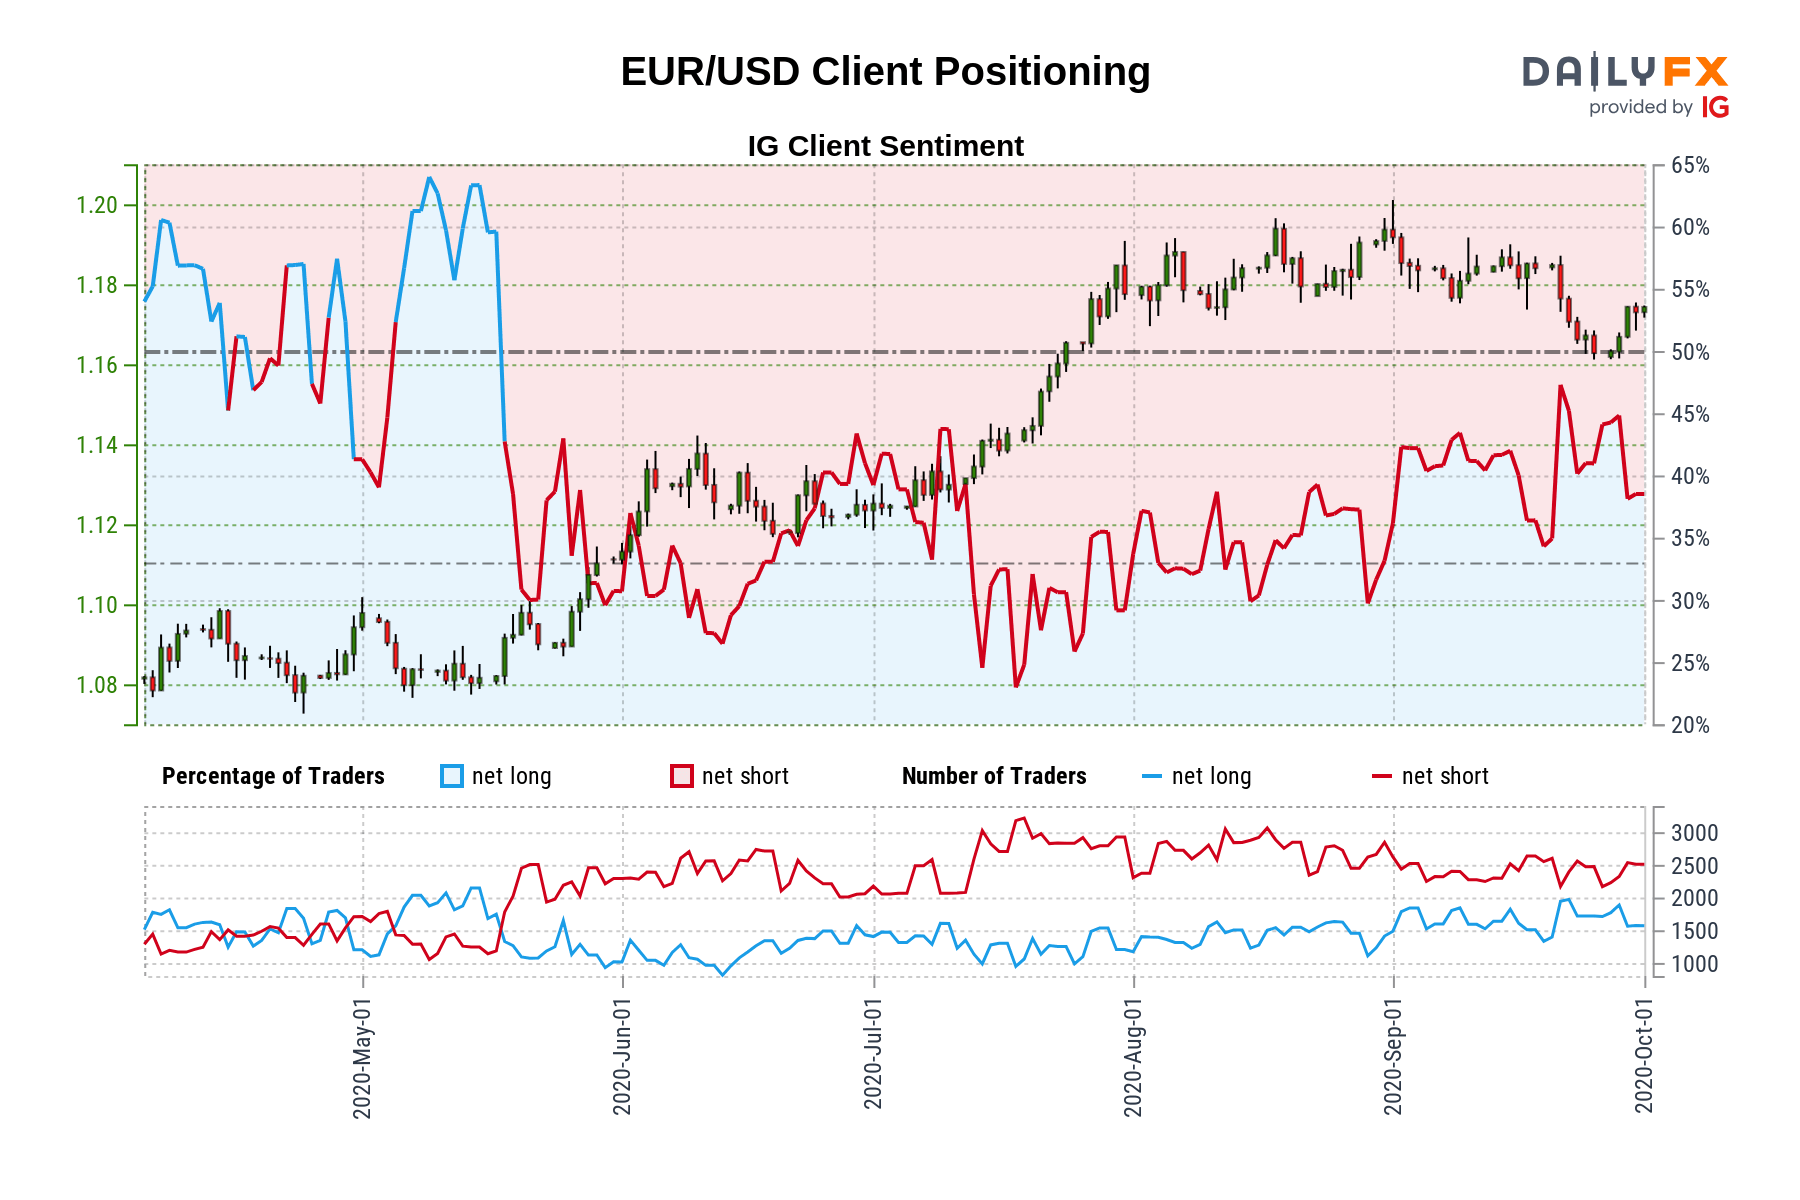 EUR/USD Client Positioning
DAILYFX
provided by IG
IG Client Sentiment
1.20
1.18
1.16
1.14
1.12
1.10
1.08
65%
60%
55%
50%
45%
40%
35%
30%
25%
20%
Percentage of Traders net long net short Number of Traders net long net short
3000
2500
2000
1500
1000
2020-May-01
2020-Jun-01
2020-Jul-01
2020-Aug-01
2020-Sep-01
2020-Oct-01